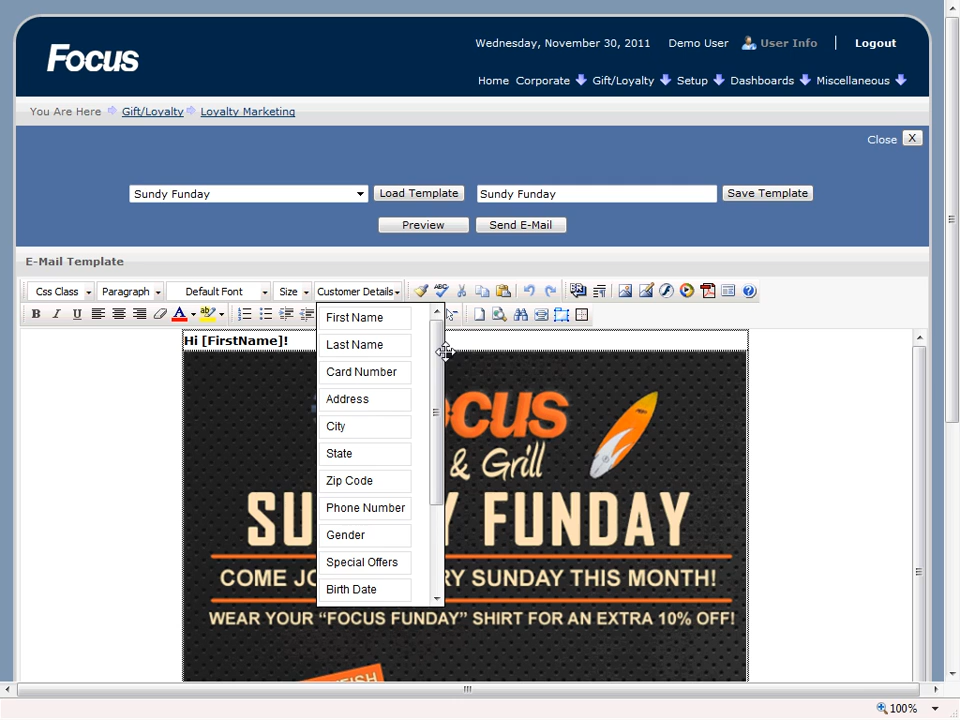 Focus
Wednesday, November 30, 2011 Demo User User Info Logout
Home Corporate Gift/Loyalty Setup Dashboards Miscellaneous
You Are Here Gift/Loyalty Loyalty Marketing
Close X
Sundy Funday Load Template Sundy Funday Save Template
Preview Send E-Mail
E-Mail Template
Css Class Paragraph Default Font Size Customer Details
B I U A ab
Hi [FirstName]!
First Name
Last Name
Card Number
Address
City
State
Zip Code
Phone Number
Gender
Special Offers
Birth Date
cus
& Grill
SU Y FUNDAY
COME JO RY SUNDAY THIS MONTH!
WEAR YOUR “FOCUS FUNDAY” SHIRT FOR AN EXTRA 10% OFF!
100%